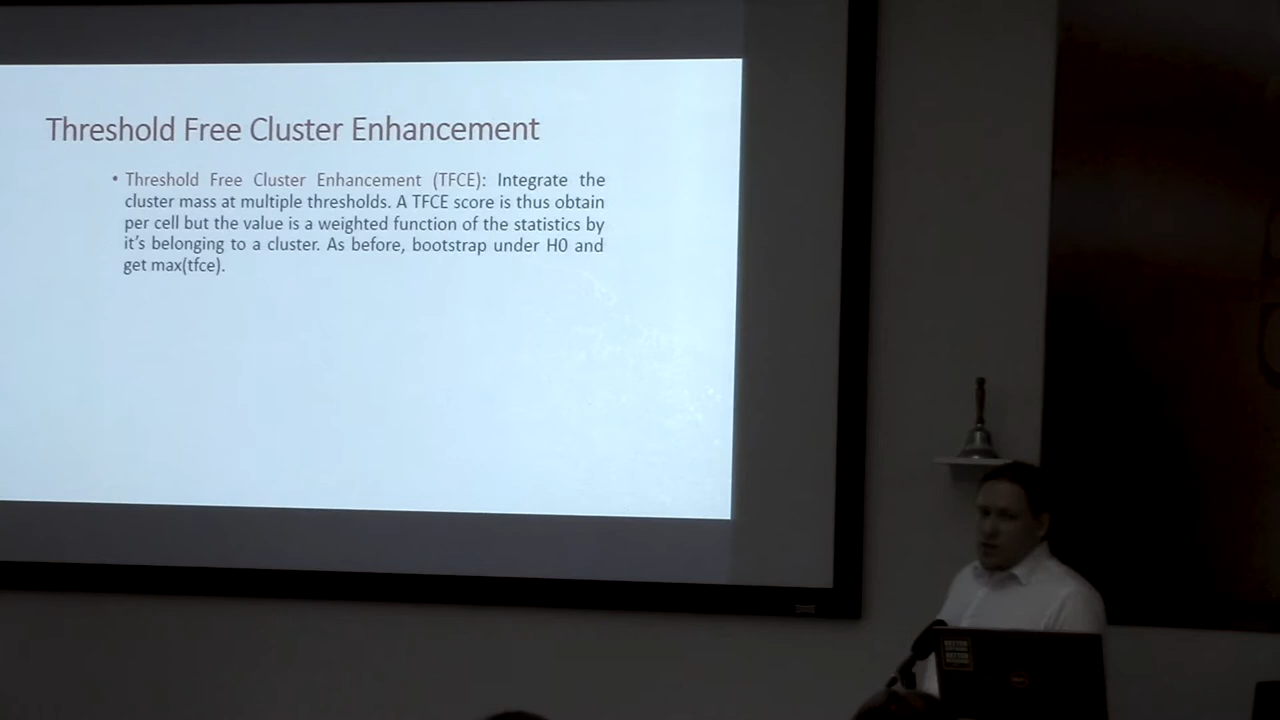 Threshold Free Cluster Enhancement
• Threshold Free Cluster Enhancement (TFCE): Integrate the
cluster mass at multiple thresholds. A TFCE score is thus obtain
per cell but the value is a weighted function of the statistics by
it's belonging to a cluster. As before, bootstrap under H0 and
get max(tfce).